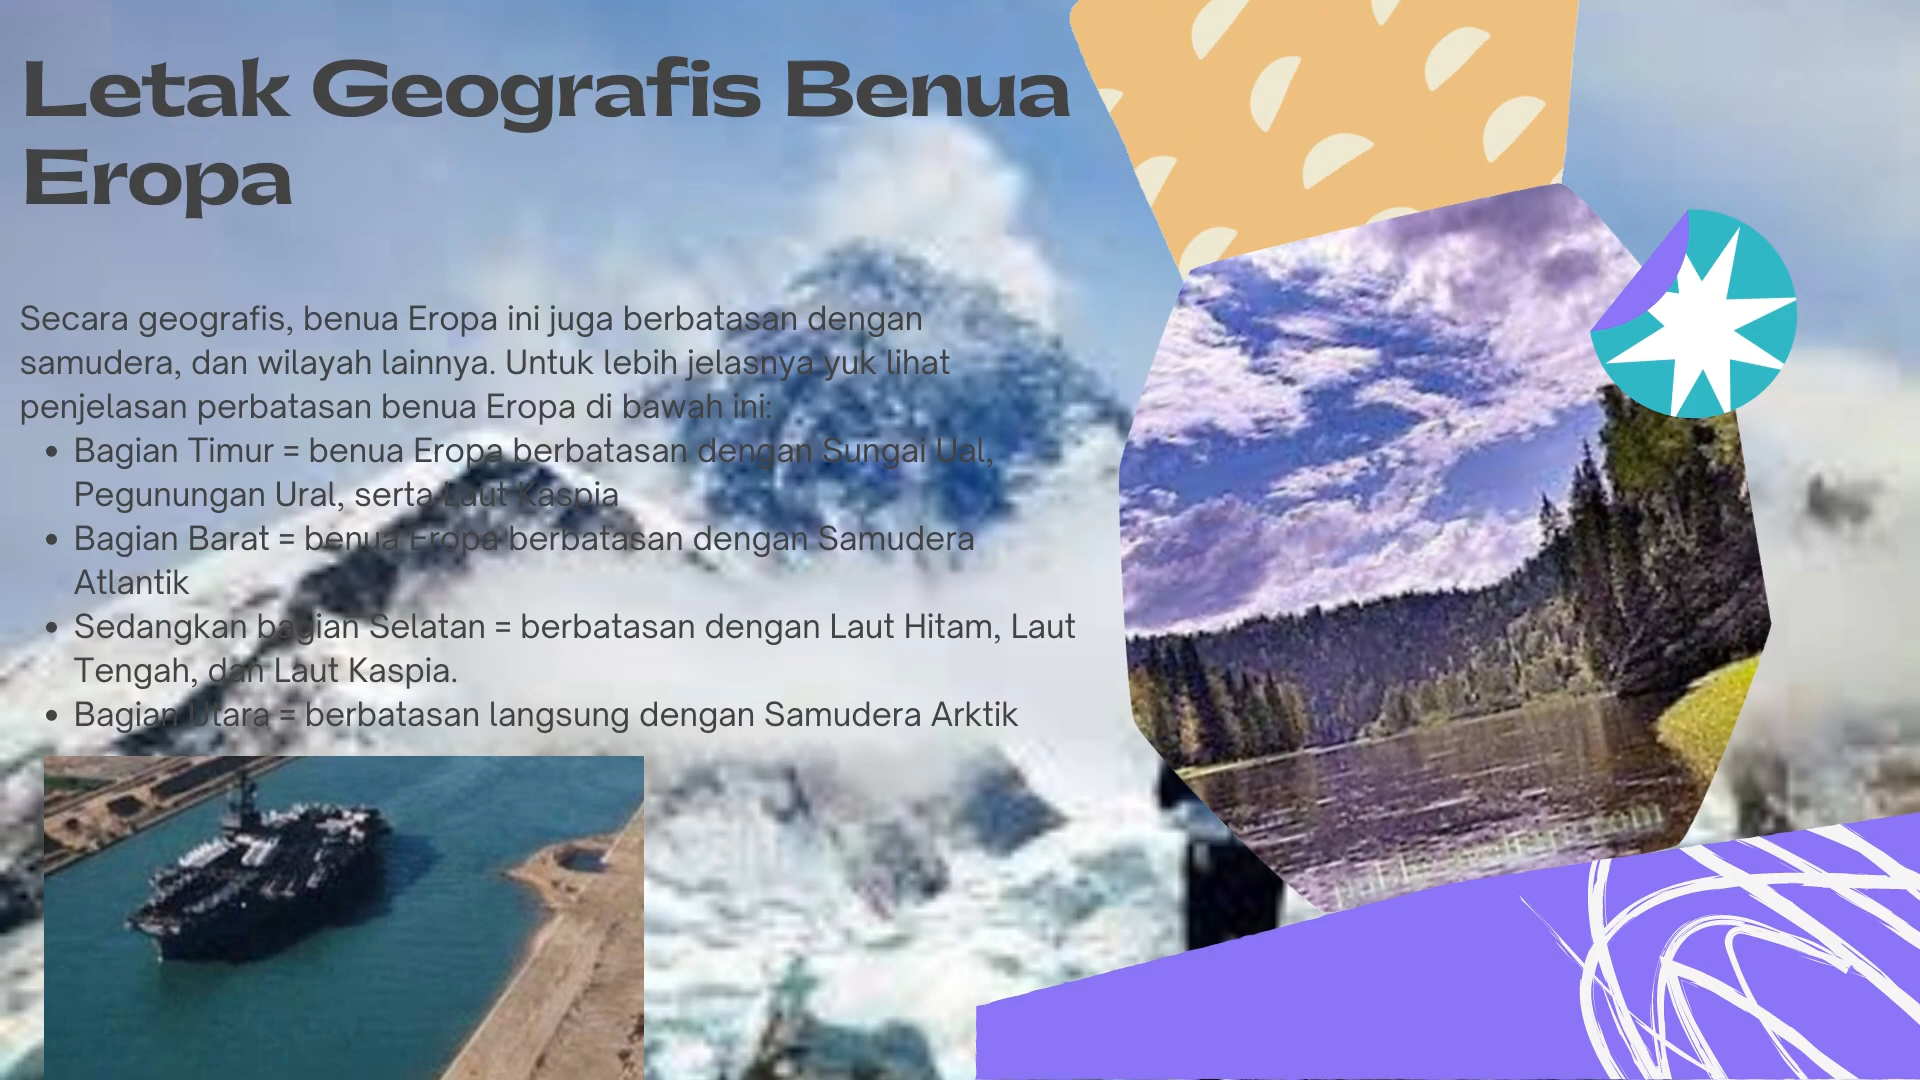 Letak Geografis Benua
Eropa
Secara geografis, benua Eropa ini juga berbatasan dengan
samudera, dan wilayah lainnya. Untuk lebih jelasnya yuk lihat
penjelasan perbatasan benua Eropa di bawah ini:
• Bagian Timur = benua Eropa berbatasan dengan Sungai Ual,
Pegunungan Ural, serta Laut Kaspia
• Bagian Barat = benua Eropa berbatasan dengan Samudera
Atlantik
• Sedangkan bagian Selatan = berbatasan dengan Laut Hitam, Laut
Tengah, dan Laut Kaspia.
• Bagian Utara = berbatasan langsung dengan Samudera Arktik